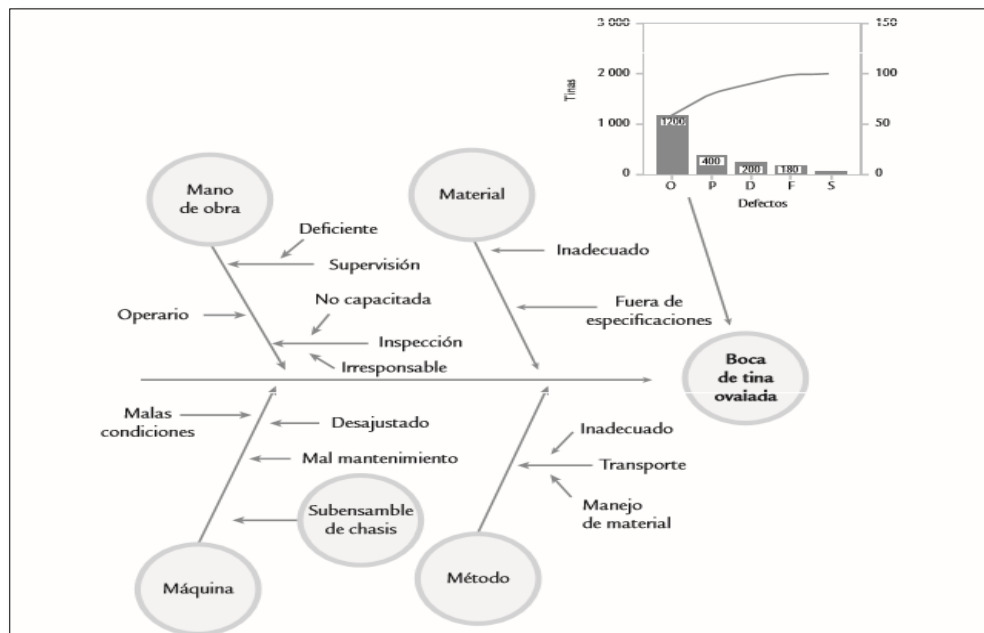 3 000
2 000
1 000
0
Tinas
150
100
50
0
1200
400
200
180
O P D F S
Defectos
Mano
de obra
Deficiente
Supervisión
Operario
No capacitada
Inspección
Irresponsable
Material
Inadecuado
Fuera de
especificaciones
Boca
de tina
ovaiada
Malas
condiciones
Desajustado
Mal mantenimiento
Subensamble
de chasis
Máquina
Inadecuado
Transporte
Manejo
de material
Método